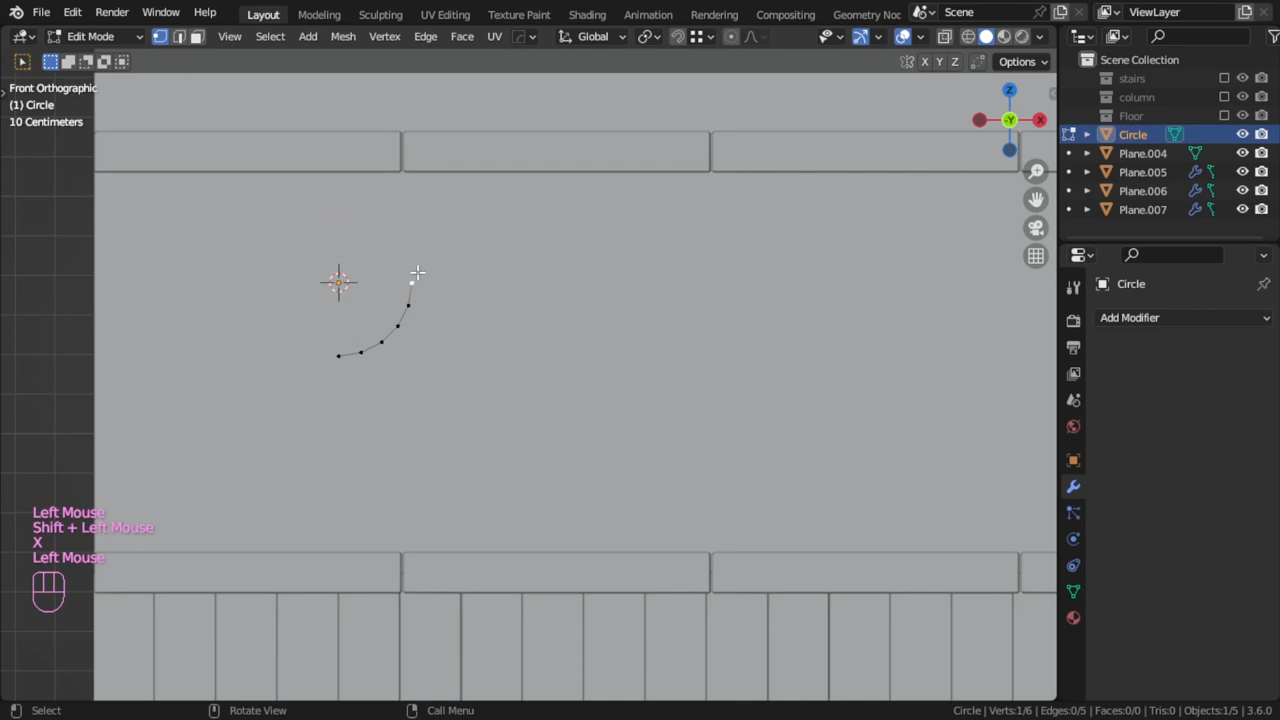 File Edit Render Window Help Layout Modeling Sculpting UV Editing Texture Paint Shading Animation Rendering Compositing Geometry Noc Scene ViewLayer
Edit Mode View Select Add Mesh Vertex Edge Face UV Global
X Y Z Options
Front Orthographic
(1) Circle
10 Centimeters
Z
-Y
X
Scene Collection
stairs
column
Floor
Circle
Plane.004
Plane.005
Plane.006
Plane.007
Circle
Add Modifier
Left Mouse
Shift + Left Mouse
X
Left Mouse
Select Rotate View Call Menu Circle | Verts:1/6 | Edges:0/5 | Faces:0/0 | Tris:0 | Objects:1/5 | 3.6.0